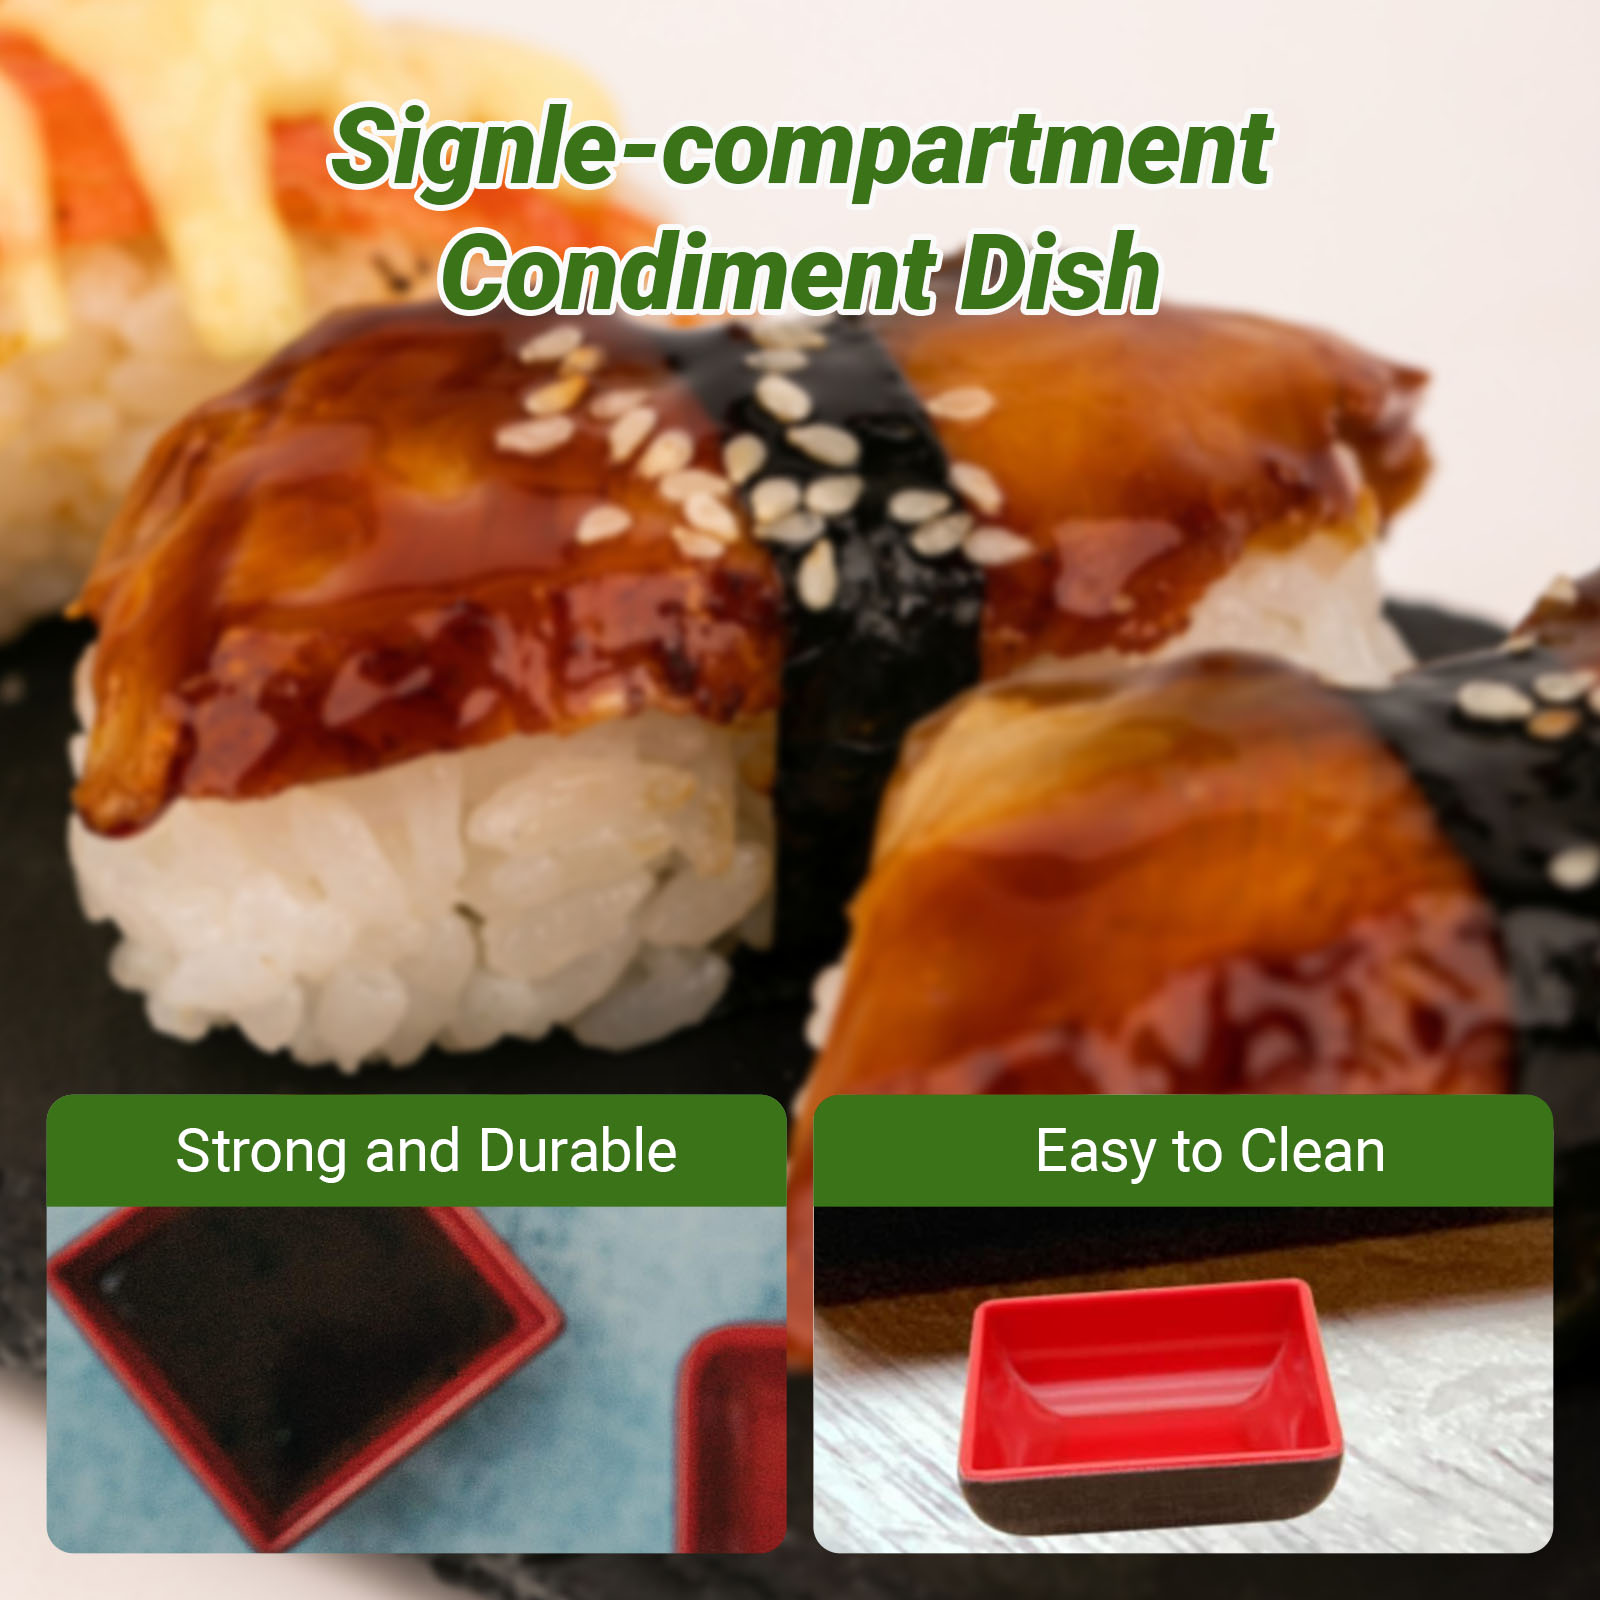 Signle-compartment
Condiment Dish
Strong and Durable
Easy to Clean